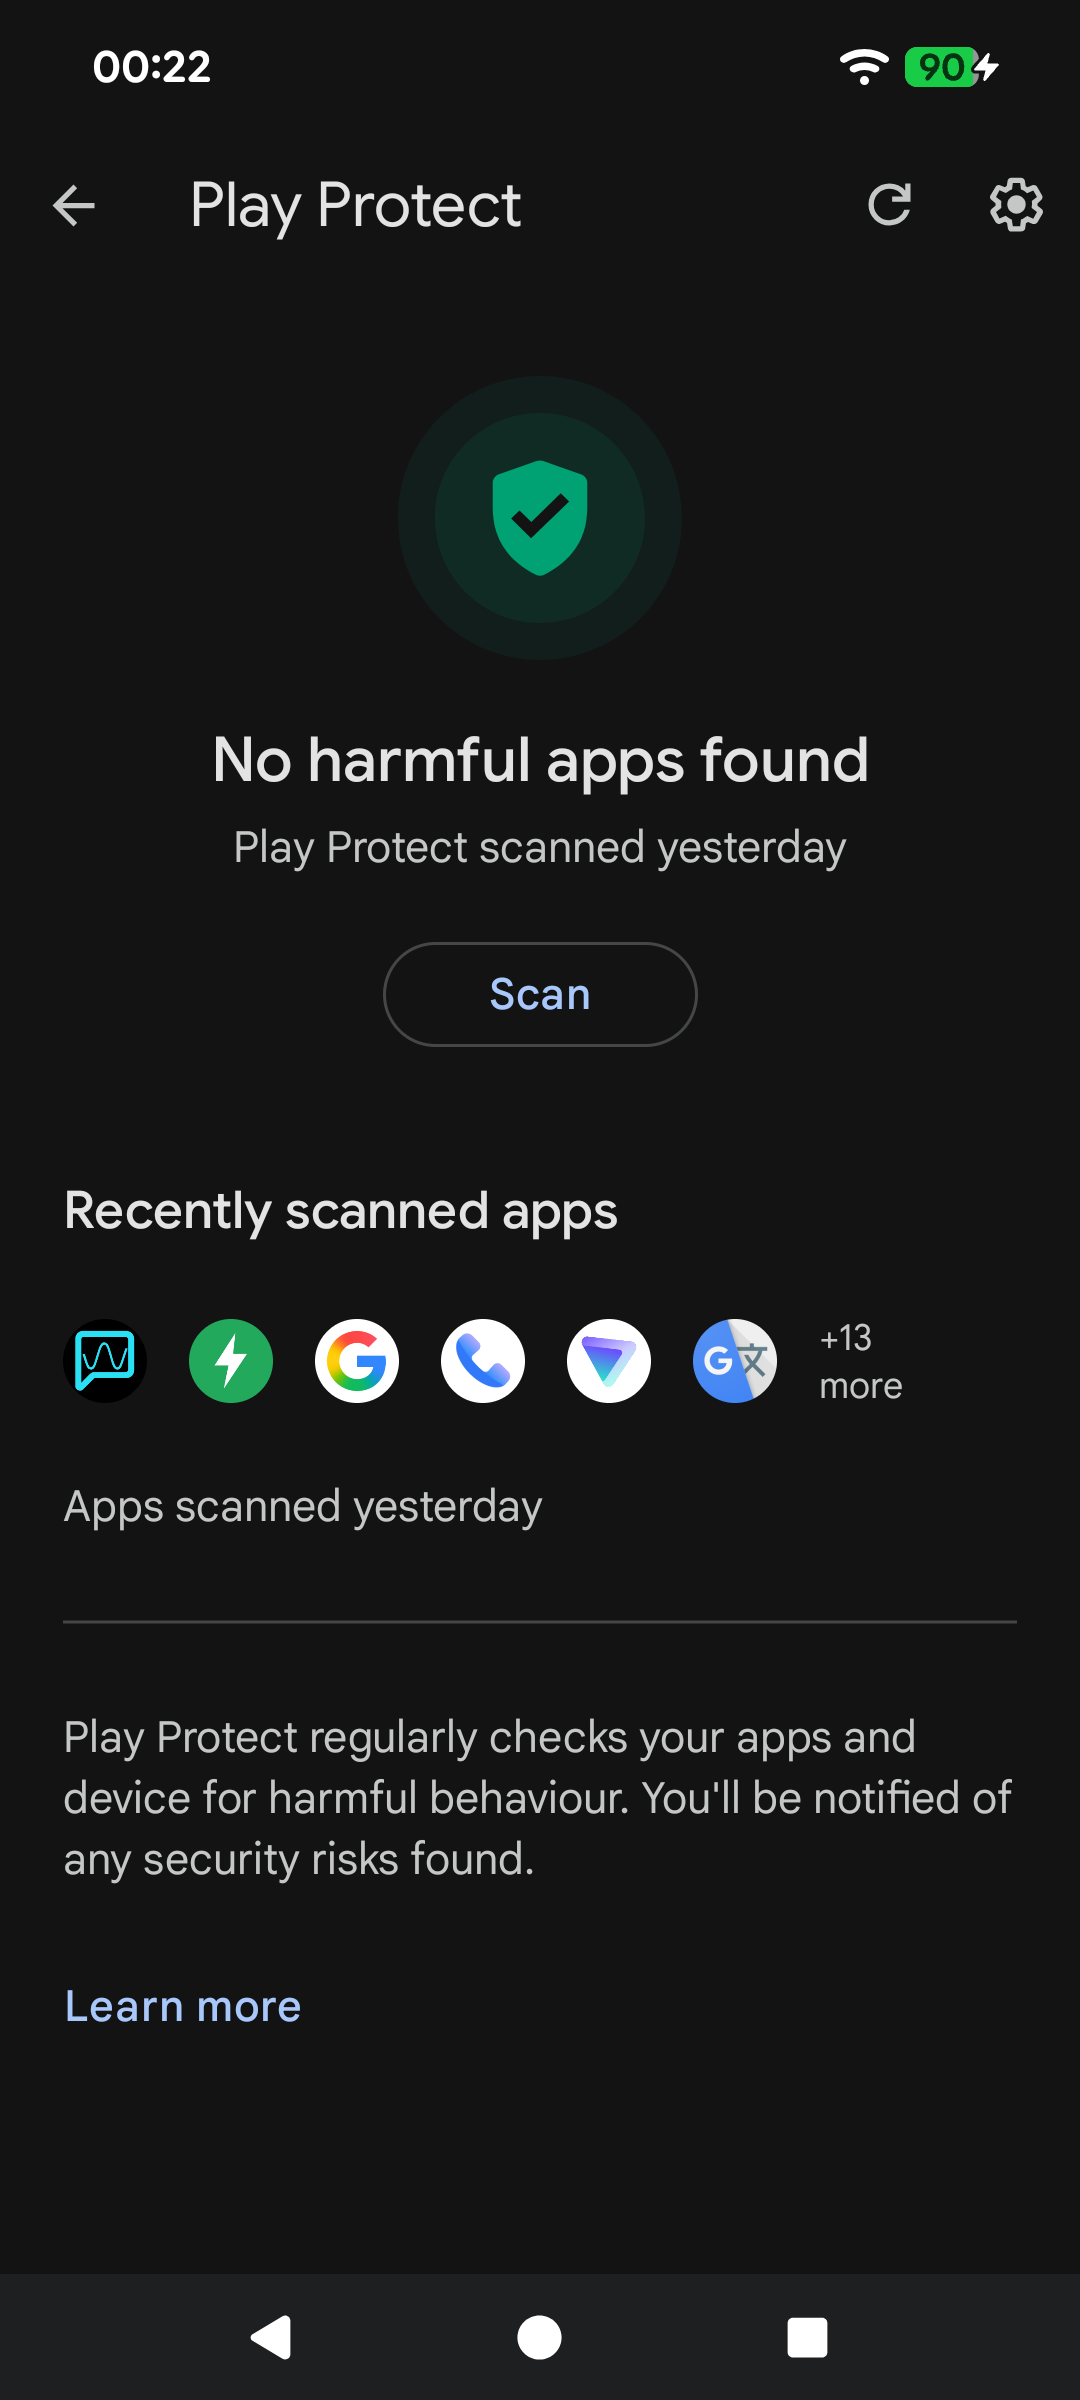 00:22
90
Play Protect
No harmful apps found
Play Protect scanned yesterday
Scan
Recently scanned apps
G文
+13
more
Apps scanned yesterday
Play Protect regularly checks your apps and
device for harmful behaviour. You'll be notified of
any security risks found.
Learn more